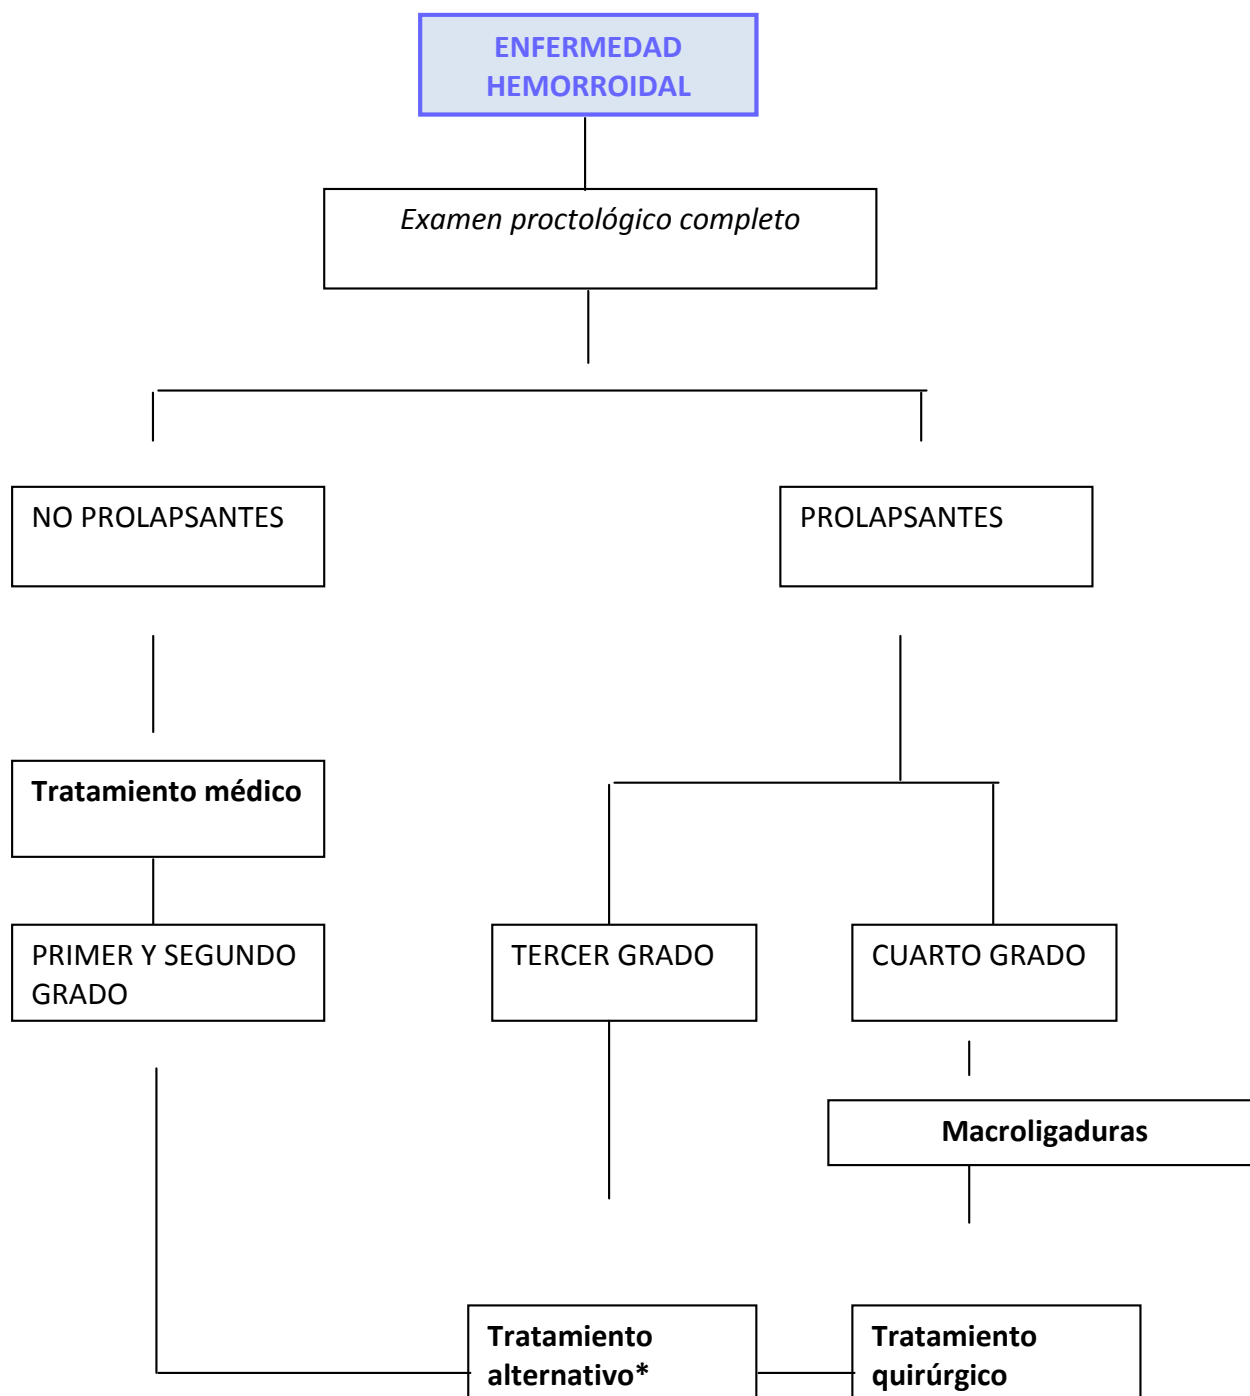 ENFERMEDAD
HEMORROIDAL
Examen proctológico completo
NO PROLAPSANTES
PROLAPSANTES
Tratamiento médico
PRIMER Y SEGUNDO
GRADO
TERCER GRADO
CUARTO GRADO
Macroligaduras
Tratamiento
alternativo*
Tratamiento
quirúrgico